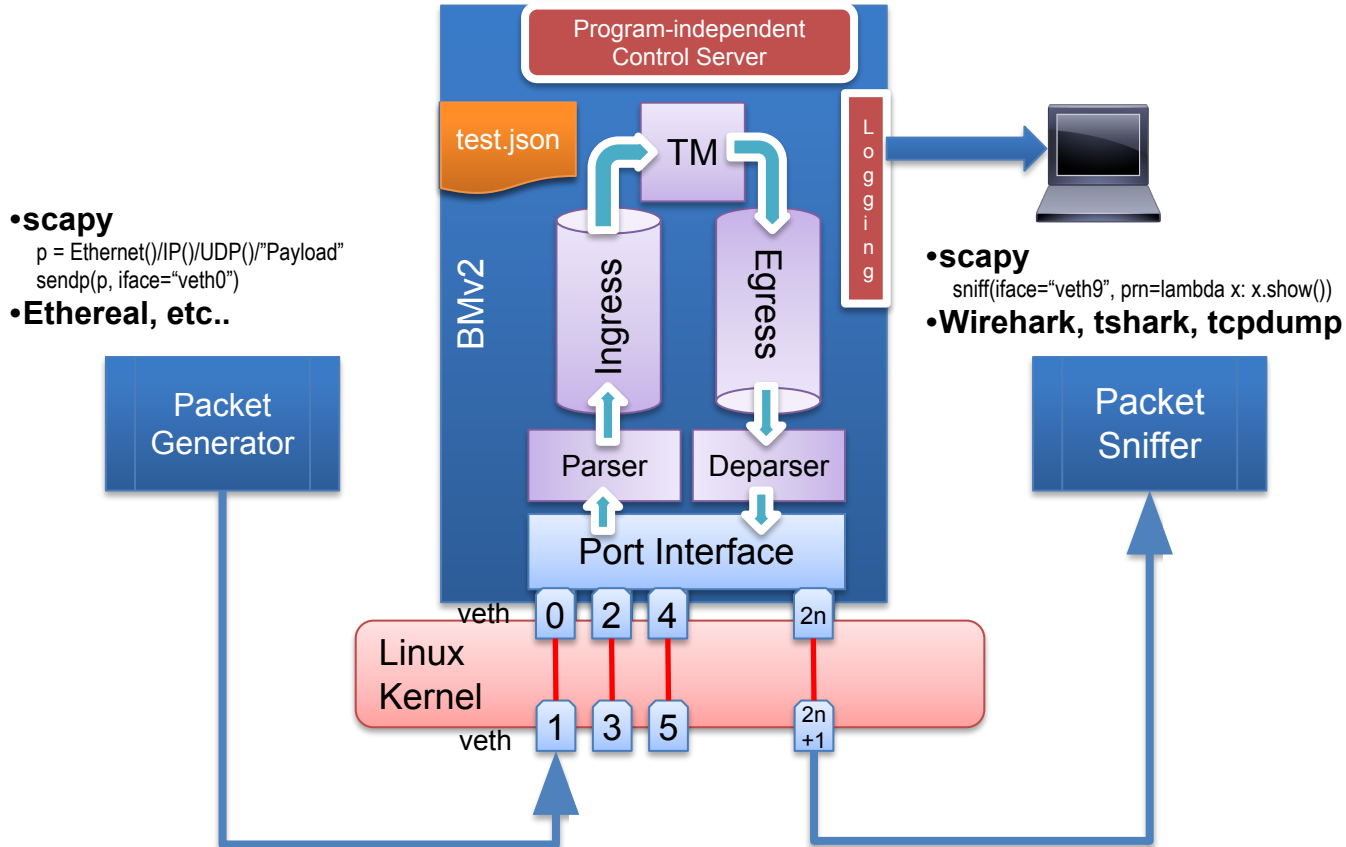 Program-independent
Control Server
test.json
TM
Logging
BMv2
Ingress
Egress
Parser
Deparser
Port Interface
•scapy
p = Ethernet()/IP()/UDP()/”Payload”
sendp(p, iface=“veth0”)
•Ethereal, etc..
Packet
Generator
•scapy
sniff(iface=“veth9”, prn=lambda x: x.show())
•Wirehark, tshark, tcpdump
Packet
Sniffer
veth 0 2 4 2n
Linux
Kernel
veth 1 3 5 2n
+1